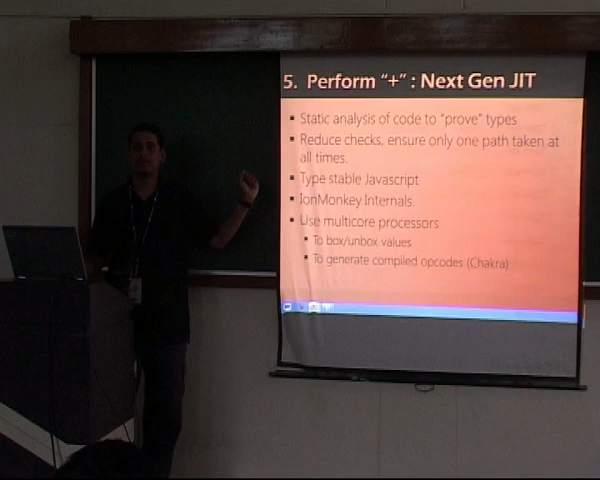 5. Perform “+” : Next Gen JIT
▪ Static analysis of code to “prove” types
▪ Reduce checks, ensure only one path taken at
all times.
▪ Type stable Javascript
▪ IonMonkey Internals.
▪ Use multicore processors
▪ To box/unbox values
▪ To generate compiled opcodes (Chakra)